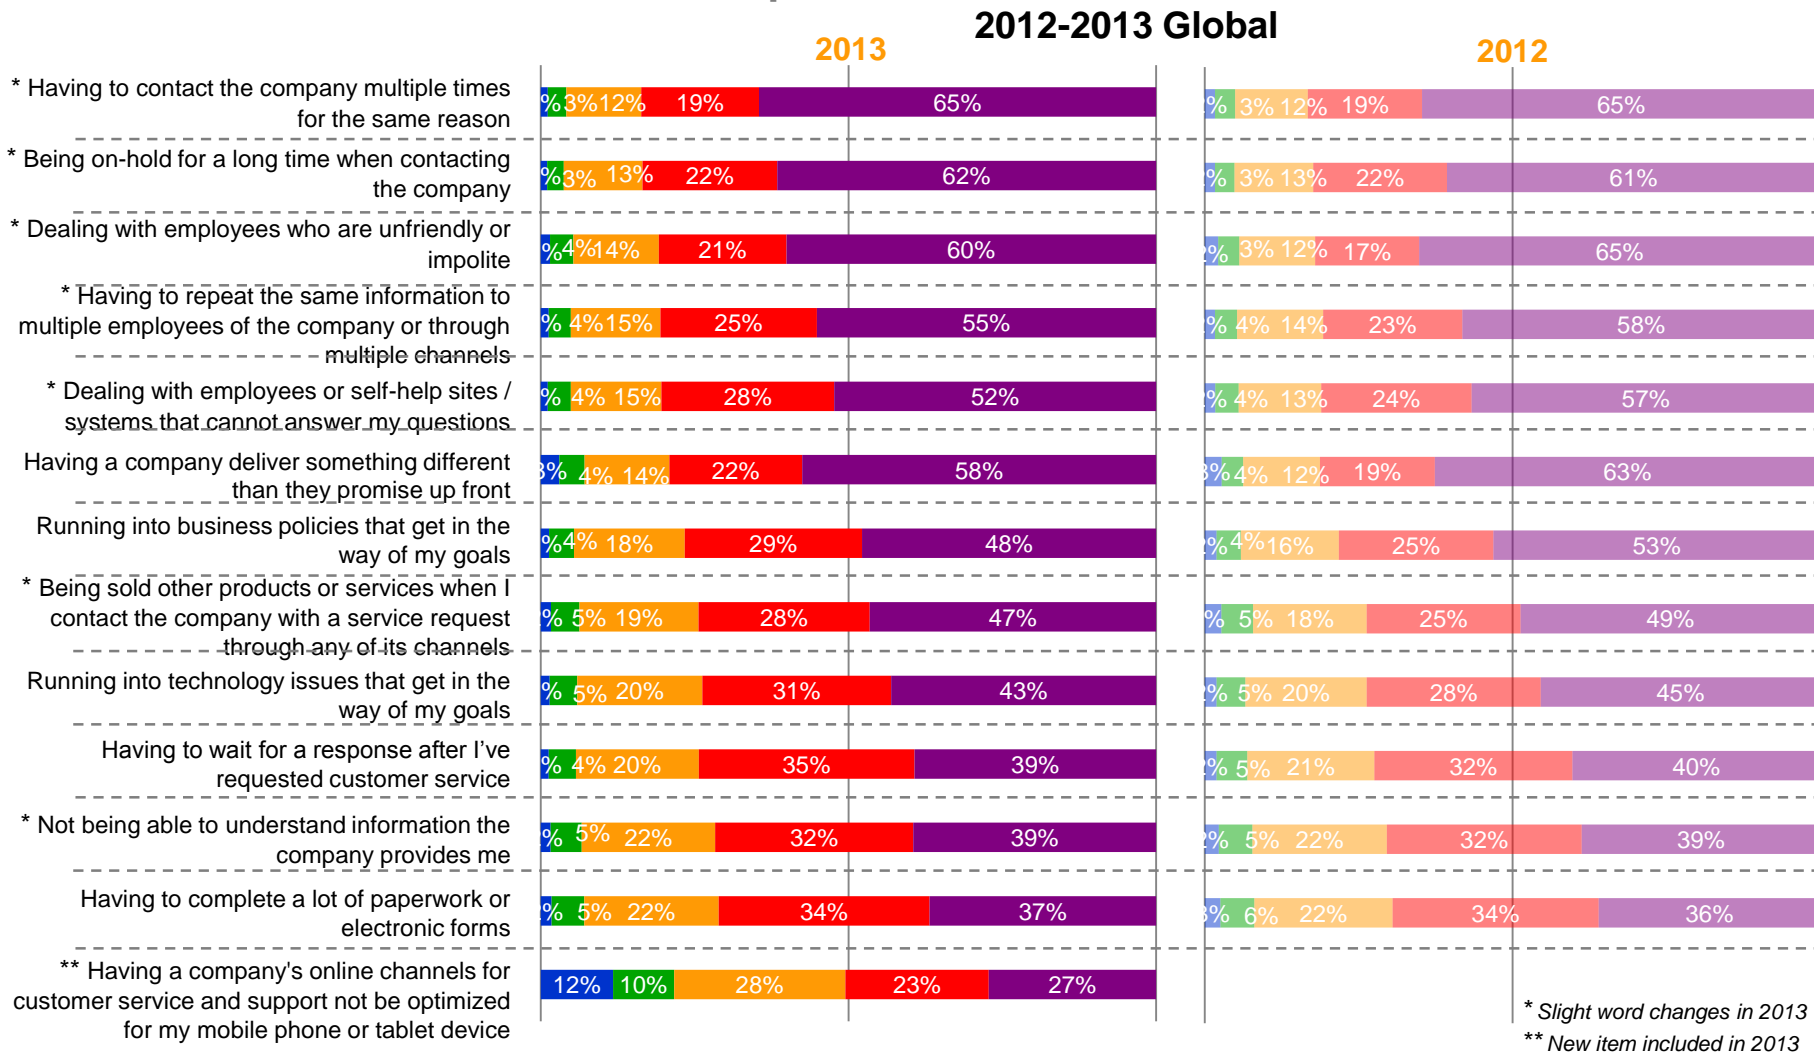 2012-2013 Global
2013
2012
* Having to contact the company multiple times
for the same reason
% 3% 12% 19% 65%
% 3% 12% 19% 65%
* Being on-hold for a long time when contacting
the company
% 3% 13% 22% 62%
% 3% 13% 22% 61%
* Dealing with employees who are unfriendly or
impolite
% 4% 14% 21% 60%
% 3% 12% 17% 65%
* Having to repeat the same information to
multiple employees of the company or through
multiple channels
% 4% 15% 25% 55%
% 4% 14% 23% 58%
* Dealing with employees or self-help sites /
systems that cannot answer my questions
% 4% 15% 28% 52%
% 4% 13% 24% 57%
Having a company deliver something different
than they promise up front
3% 4% 14% 22% 58%
3% 4% 12% 19% 63%
Running into business policies that get in the
way of my goals
% 4% 18% 29% 48%
2% 4% 16% 25% 53%
* Being sold other products or services when I
contact the company with a service request
through any of its channels
% 5% 19% 28% 47%
% 5% 18% 25% 49%
Running into technology issues that get in the
way of my goals
% 5% 20% 31% 43%
2% 5% 20% 28% 45%
Having to wait for a response after I've
requested customer service
% 4% 20% 35% 39%
2% 5% 21% 32% 40%
* Not being able to understand information the
company provides me
2% 5% 22% 32% 39%
2% 5% 22% 32% 39%
Having to complete a lot of paperwork or
electronic forms
2% 5% 22% 34% 37%
3% 6% 22% 34% 36%
** Having a company's online channels for
customer service and support not be optimized
for my mobile phone or tablet device
12% 10% 28% 23% 27%
* Slight word changes in 2013
** New item included in 2013